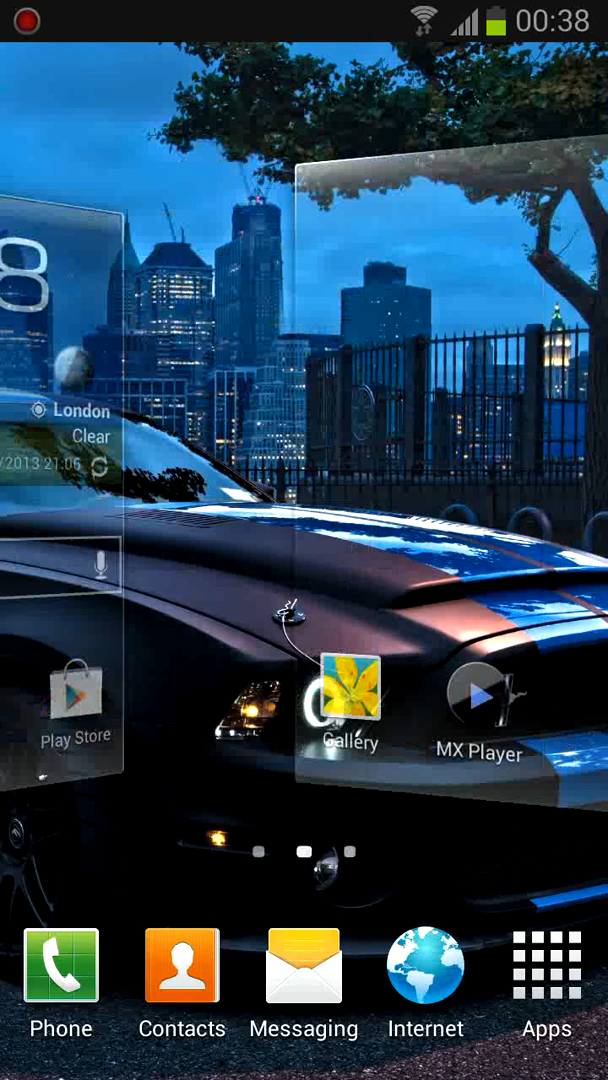 00:38
8
London
Clear
/2013 21:06
Play Store
Gallery
MX Player
Phone
Contacts
Messaging
Internet
Apps